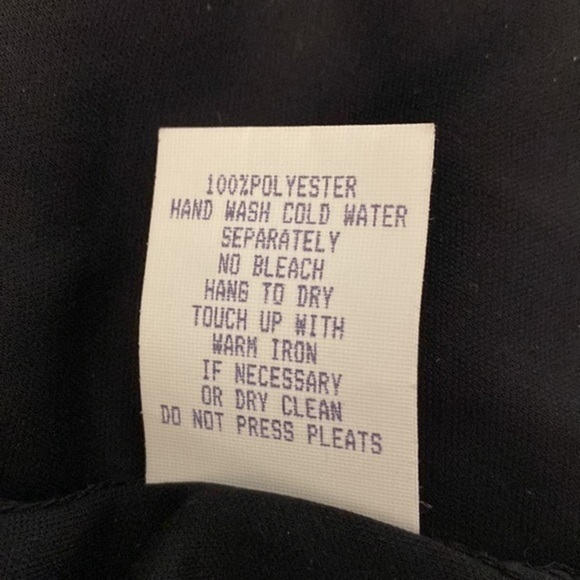 100%POLYESTER
HAND WASH COLD WATER
SEPARATELY
NO BLEACH
HANG TO DRY
TOUCH UP WITH
WARM IRON
IF NECESSARY
OR DRY CLEAN
DO NOT PRESS PLEATS